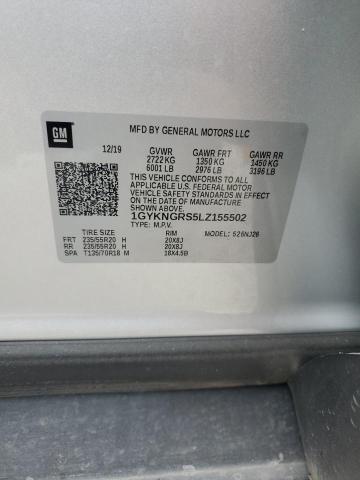 GM
MFD BY GENERAL MOTORS LLC
12/19 GVWR GAWR FRT GAWR RR
2722 KG 1350 KG 1450 KG
6001 LB 2976 LB 3196 LB
THIS VEHICLE CONFORMS TO ALL APPLICABLE
U.S. FEDERAL MOTOR VEHICLE SAFETY
STANDARDS IN EFFECT ON THE DATE OF MANUFACTURE
SHOWN ABOVE.
1GYKNGRS5LZ155502
TYPE: M.P.V. MODEL: 526NJ26
TIRE SIZE RIM
FRT 235/55R20 H 20X8J
RR 235/55R20 H 20X8J
SPA T135/70R18 M 18X4.5B